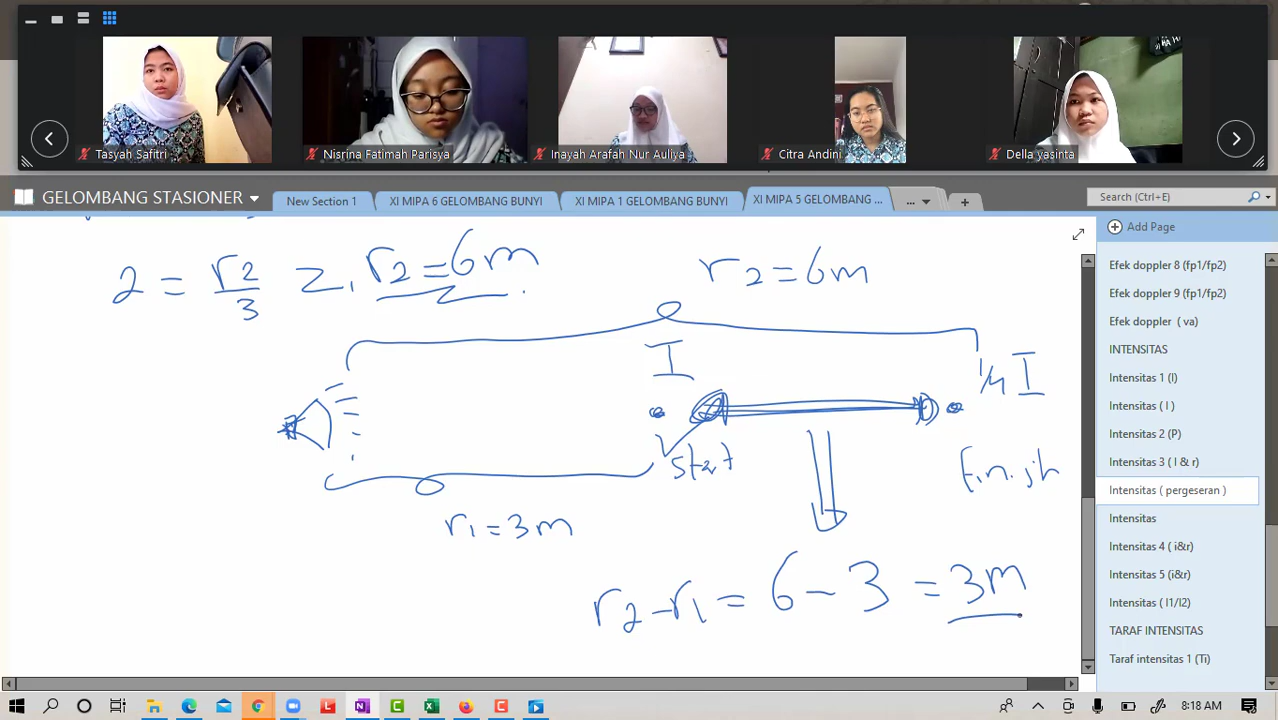 Tasyah Safitri
Nisrina Fatimah Parisya
Inayah Arafah Nur Auliya
Citra Andini
Della yasinta
GELOMBANG STASIONER
New Section 1
XI MIPA 6 GELOMBANG BUNYI
XI MIPA 1 GELOMBANG BUNYI
XI MIPA 5 GELOMBANG ...
...
Search (Ctrl+E)
Add Page
Efek doppler 8 (fp1/fp2)
Efek doppler 9 (fp1/fp2)
Efek doppler ( va)
INTENSITAS
Intensitas 1 (I)
Intensitas ( I )
Intensitas 2 (P)
Intensitas 3 ( I & r)
Intensitas ( pergeseran )
Intensitas
Intensitas 4 ( i&r)
Intensitas 5 (i&r)
Intensitas ( I1/I2)
TARAF INTENSITAS
Taraf intensitas 1 (Ti)
2 = r2/3
r2 = 6m
r2 = 6m
I
1/4 I
Start
Finish
r1 = 3m
r2 - r1 = 6 - 3 = 3m
8:18 AM